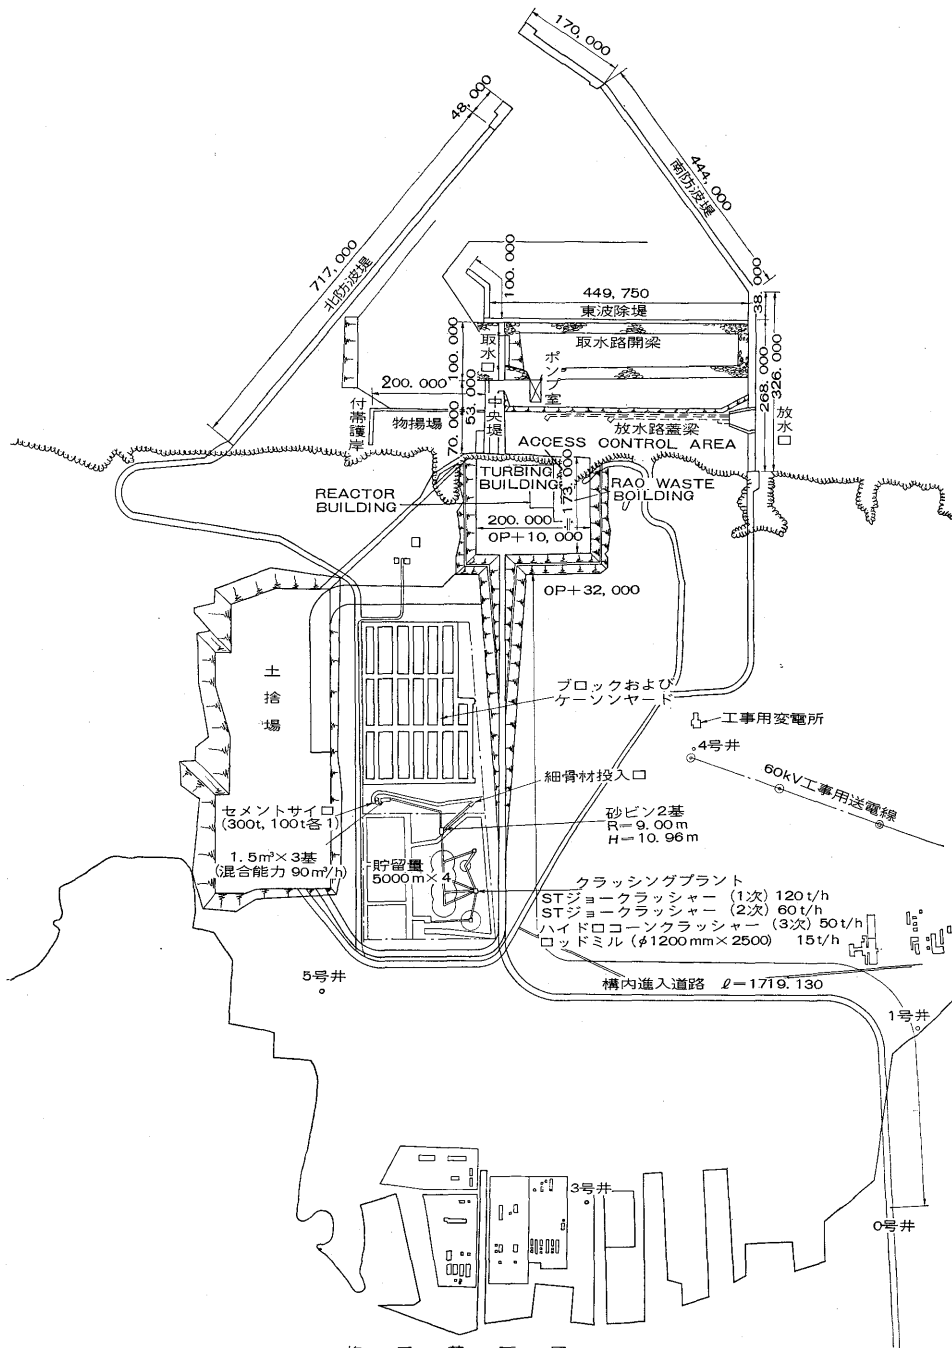 170,000
48,000
444,000
南防波堤
717,000
北防波堤
100,000
38,000
449,750
東波除堤
取水口
100,000
取水路開梁
ポンプ室
268,000
326,000
200.000
53,000
中央堤
付帯護岸
物揚場
70,000
放水路蓋梁
放水口
ACCESS CONTROL AREA
TURBING
BUILDING
173,000
RAO WASTE
BOILDING
REACTOR
BUILDING
200.000
OP+10,000
OP+32,000
土捨場
ブロックおよび
ケーソンヤード
工事用変電所
4号井
細骨材投入口
60kV工事用送電線
セメントサイロ
(300t, 100t各1)
砂ビン2基
R=9.00m
H=10.96m
1.5m³×3基
(混合能力 90m³/h)
貯留量
5000m×4
クラッシングプラント
STジョークラッシャー (1次) 120t/h
STジョークラッシャー (2次) 60t/h
ハイドロコーンクラッシャー (3次) 50t/h
ロッドミル (φ1200mm×2500) 15t/h
5号井
構内進入道路 ℓ=1719.130
1号井
3号井
0号井